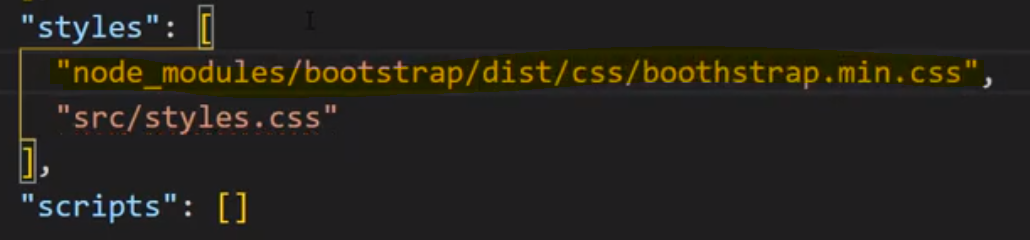 "styles": [
"node_modules/bootstrap/dist/css/boothstrap.min.css",
"src/styles.css"
],
"scripts": []